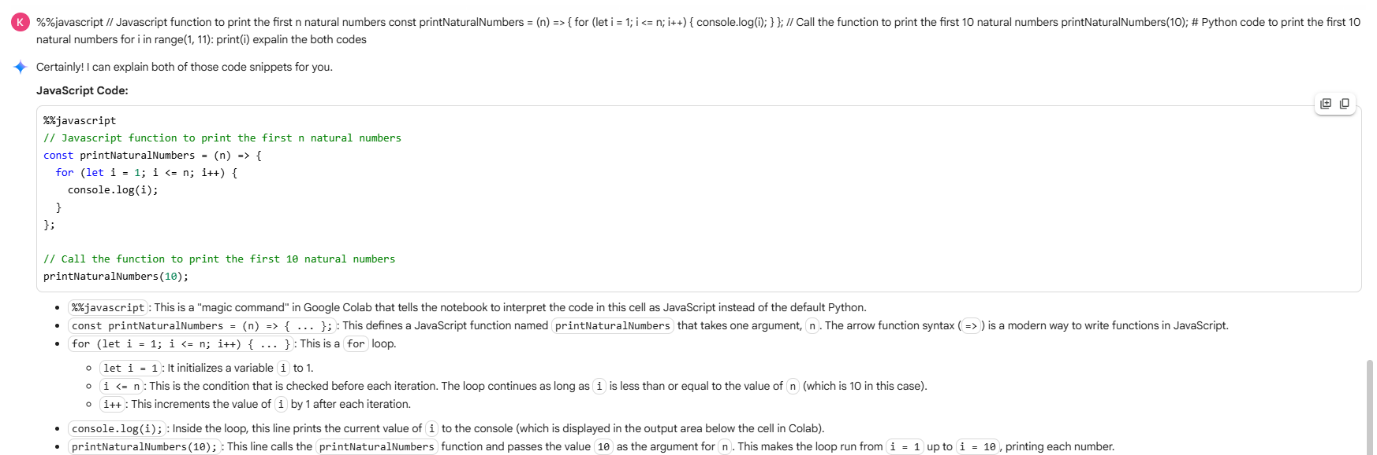 K
%%javascript // Javascript function to print the first n natural numbers const printNaturalNumbers = (n) => { for (let i = 1; i <= n; i++) { console.log(i); } }; // Call the function to print the first 10 natural numbers printNaturalNumbers(10); # Python code to print the first 10
natural numbers for i in range(1, 11): print(i) expalin the both codes
Certainly! I can explain both of those code snippets for you.
JavaScript Code:
%%javascript
// Javascript function to print the first n natural numbers
const printNaturalNumbers = (n) => {
  for (let i = 1; i <= n; i++) {
    console.log(i);
  }
};

// Call the function to print the first 10 natural numbers
printNaturalNumbers(10);
• %%javascript : This is a "magic command" in Google Colab that tells the notebook to interpret the code in this cell as JavaScript instead of the default Python.
• const printNaturalNumbers = (n) => { ... }; : This defines a JavaScript function named printNaturalNumbers that takes one argument, n . The arrow function syntax ( => ) is a modern way to write functions in JavaScript.
• for (let i = 1; i <= n; i++) { ... } : This is a for loop.
◦ let i = 1 : It initializes a variable i to 1.
◦ i <= n : This is the condition that is checked before each iteration. The loop continues as long as i is less than or equal to the value of n (which is 10 in this case).
◦ i++ : This increments the value of i by 1 after each iteration.
• console.log(i); : Inside the loop, this line prints the current value of i to the console (which is displayed in the output area below the cell in Colab).
• printNaturalNumbers(10); : This line calls the printNaturalNumbers function and passes the value 10 as the argument for n . This makes the loop run from i = 1 up to i = 10 , printing each number.